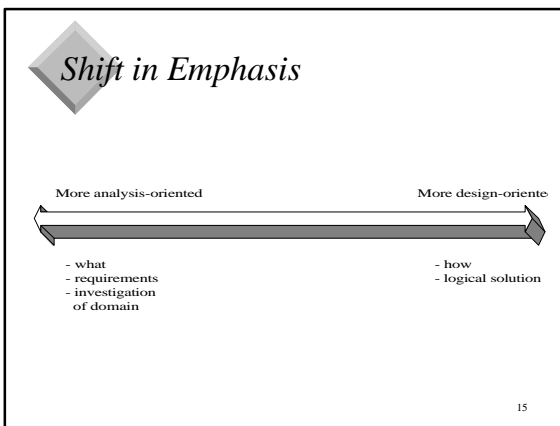 Shift in Emphasis
More analysis-oriented
More design-oriente
- what
- requirements
- investigation
of domain
- how
- logical solution
15